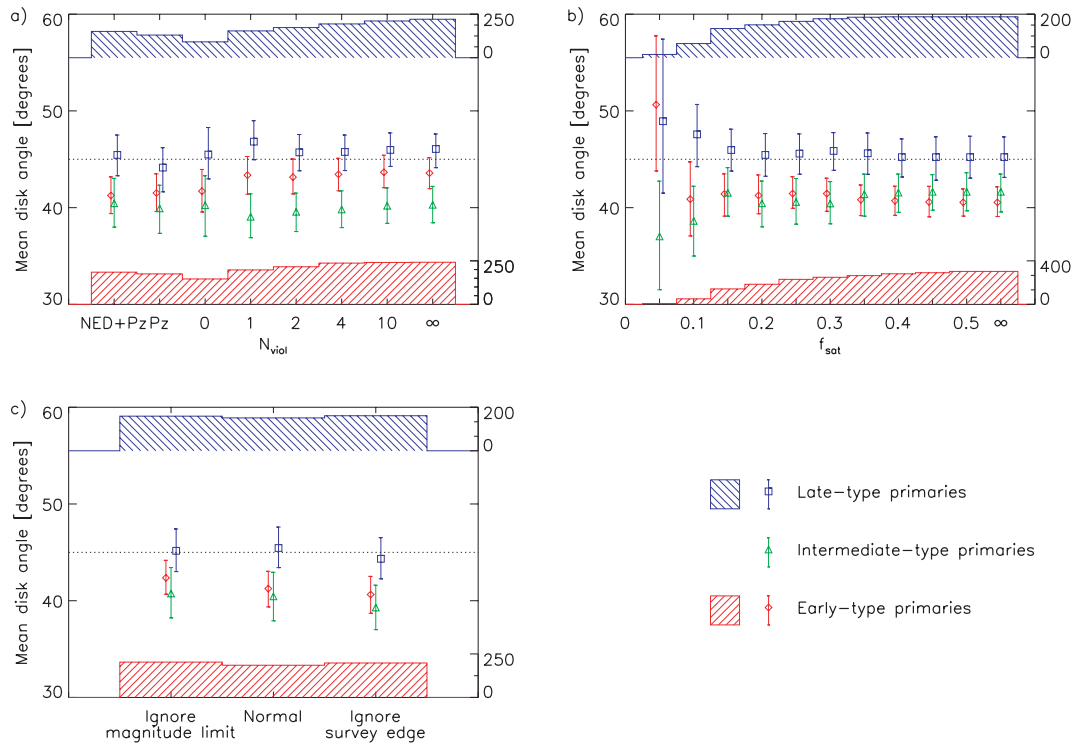 a)
60
50
40
30
Mean disk angle [degrees]
250
0
250
0
NED+Pz Pz 0 1 2 4 10 ∞
N_viol
b)
60
50
40
30
Mean disk angle [degrees]
200
0
400
0
0 0.1 0.2 0.3 0.4 0.5 ∞
f_sat
c)
60
50
40
30
Mean disk angle [degrees]
200
0
250
0
Ignore magnitude limit
Normal
Ignore survey edge
Late-type primaries
Intermediate-type primaries
Early-type primaries